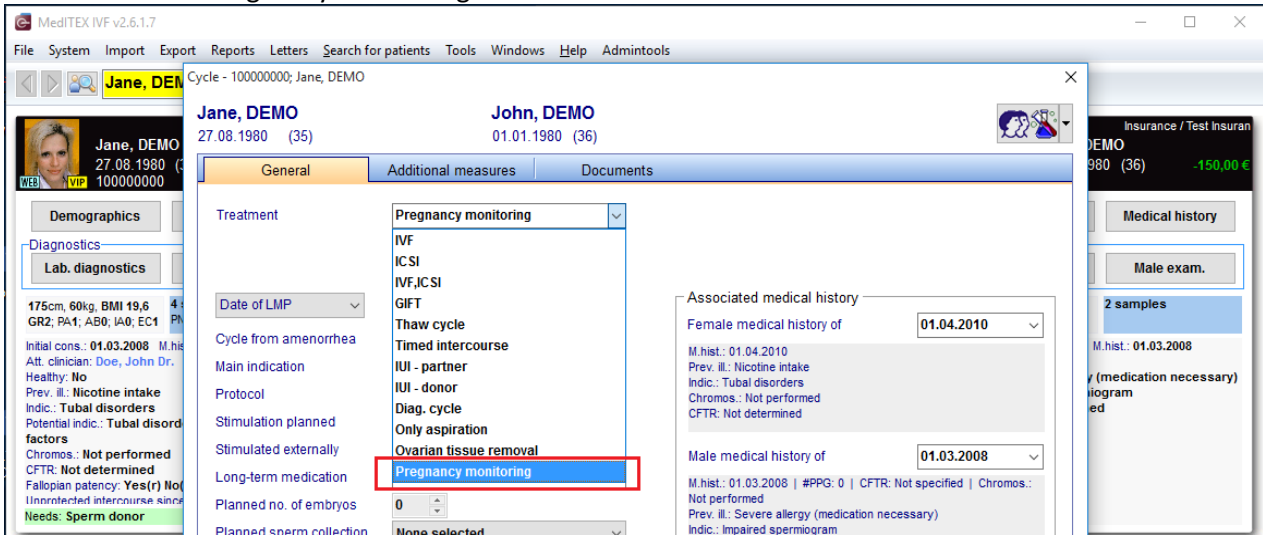 MedITEX IVF v2.6.1.7
File System Import Export Reports Letters Search for patients Tools Windows Help Admintools
Jane, DEM
Cycle - 100000000; Jane, DEMO
Jane, DEMO John, DEMO
27.08.1980 (35) 01.01.1980 (36)
General Additional measures Documents
Jane, DEMO
27.08.1980
100000000
WEB VIP
Insurance / Test Insuran
DEMO
980 (36) -150,00 €
Demographics
Medical history
Diagnostics
Lab. diagnostics
Male exam.
175cm, 60kg, BMI 19,6
GR2; PA1; AB0; IA0; EC1
2 samples
Initial cons.: 01.03.2008 M.his
Att. clinician: Doe, John Dr.
Healthy: No
Prev. ill.: Nicotine intake
Indic.: Tubal disorders
Potential indic.: Tubal disord
factors
Chromos.: Not performed
CFTR: Not determined
Fallopian patency: Yes(r) No(
Unprotected intercourse since
Needs: Sperm donor
Treatment Pregnancy monitoring
IVF
ICSI
IVF,ICSI
GIFT
Thaw cycle
Timed intercourse
IUI - partner
IUI - donor
Diag. cycle
Only aspiration
Ovarian tissue removal
Pregnancy monitoring
Date of LMP
Cycle from amenorrhea
Main indication
Protocol
Stimulation planned
Stimulated externally
Long-term medication
Planned no. of embryos 0
Planned sperm collection None selected
Associated medical history
Female medical history of 01.04.2010
M.hist.: 01.04.2010
Prev. ill.: Nicotine intake
Indic.: Tubal disorders
Chromos.: Not performed
CFTR: Not determined
Male medical history of 01.03.2008
M.hist.: 01.03.2008 | #PPG: 0 | CFTR: Not specified | Chromos.:
Not performed
Prev. ill.: Severe allergy (medication necessary)
Indic.: Impaired spermiogram
M.hist.: 01.03.2008
y (medication necessary)
iogram
ed